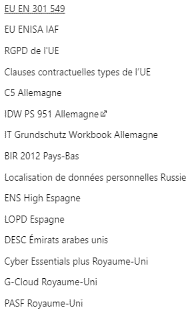 EU EN 301 549
EU ENISA IAF
RGPD de l'UE
Clauses contractuelles types de l'UE
C5 Allemagne
IDW PS 951 Allemagne
IT Grundschutz Workbook Allemagne
BIR 2012 Pays-Bas
Localisation de données personnelles Russie
ENS High Espagne
LOPD Espagne
DESC Émirats arabes unis
Cyber Essentials plus Royaume-Uni
G-Cloud Royaume-Uni
PASF Royaume-Uni